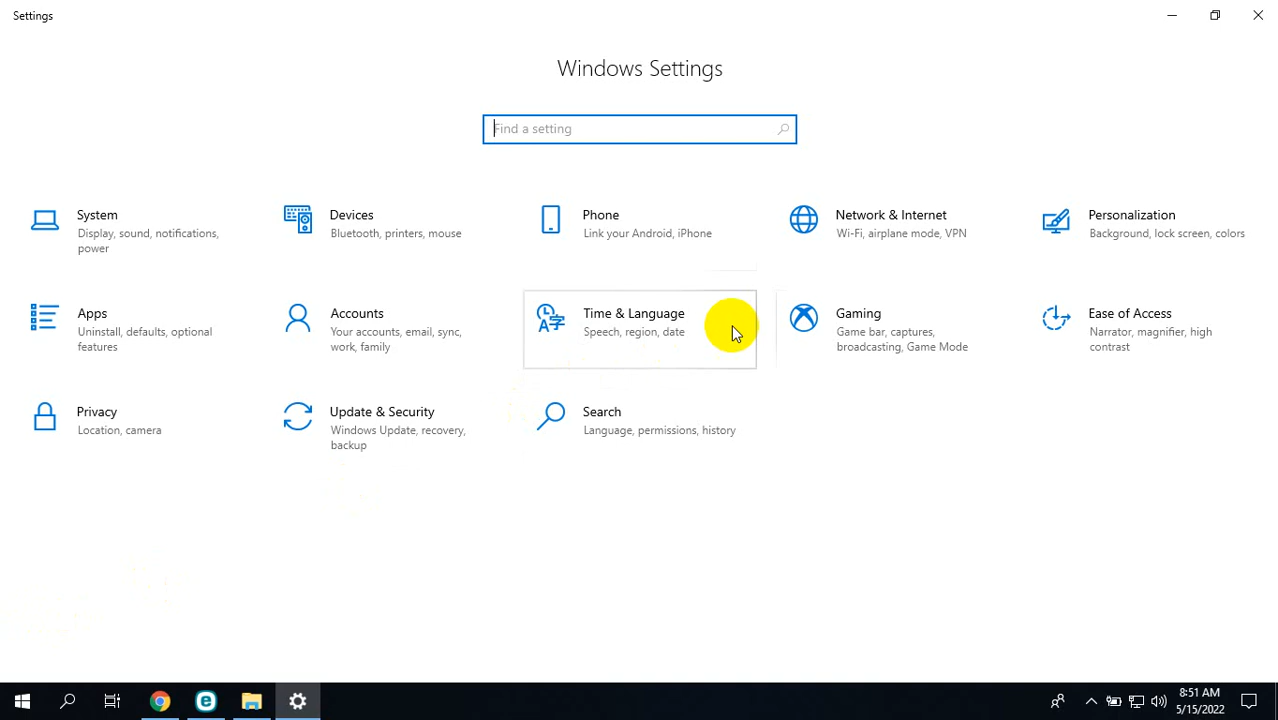 Settings
Windows Settings
Find a setting
System
Display, sound, notifications,
power
Devices
Bluetooth, printers, mouse
Phone
Link your Android, iPhone
Network & Internet
Wi-Fi, airplane mode, VPN
Personalization
Background, lock screen, colors
Apps
Uninstall, defaults, optional
features
Accounts
Your accounts, email, sync,
work, family
Time & Language
Speech, region, date
Gaming
Game bar, captures,
broadcasting, Game Mode
Ease of Access
Narrator, magnifier, high
contrast
Privacy
Location, camera
Update & Security
Windows Update, recovery,
backup
Search
Language, permissions, history
8:51 AM
5/15/2022